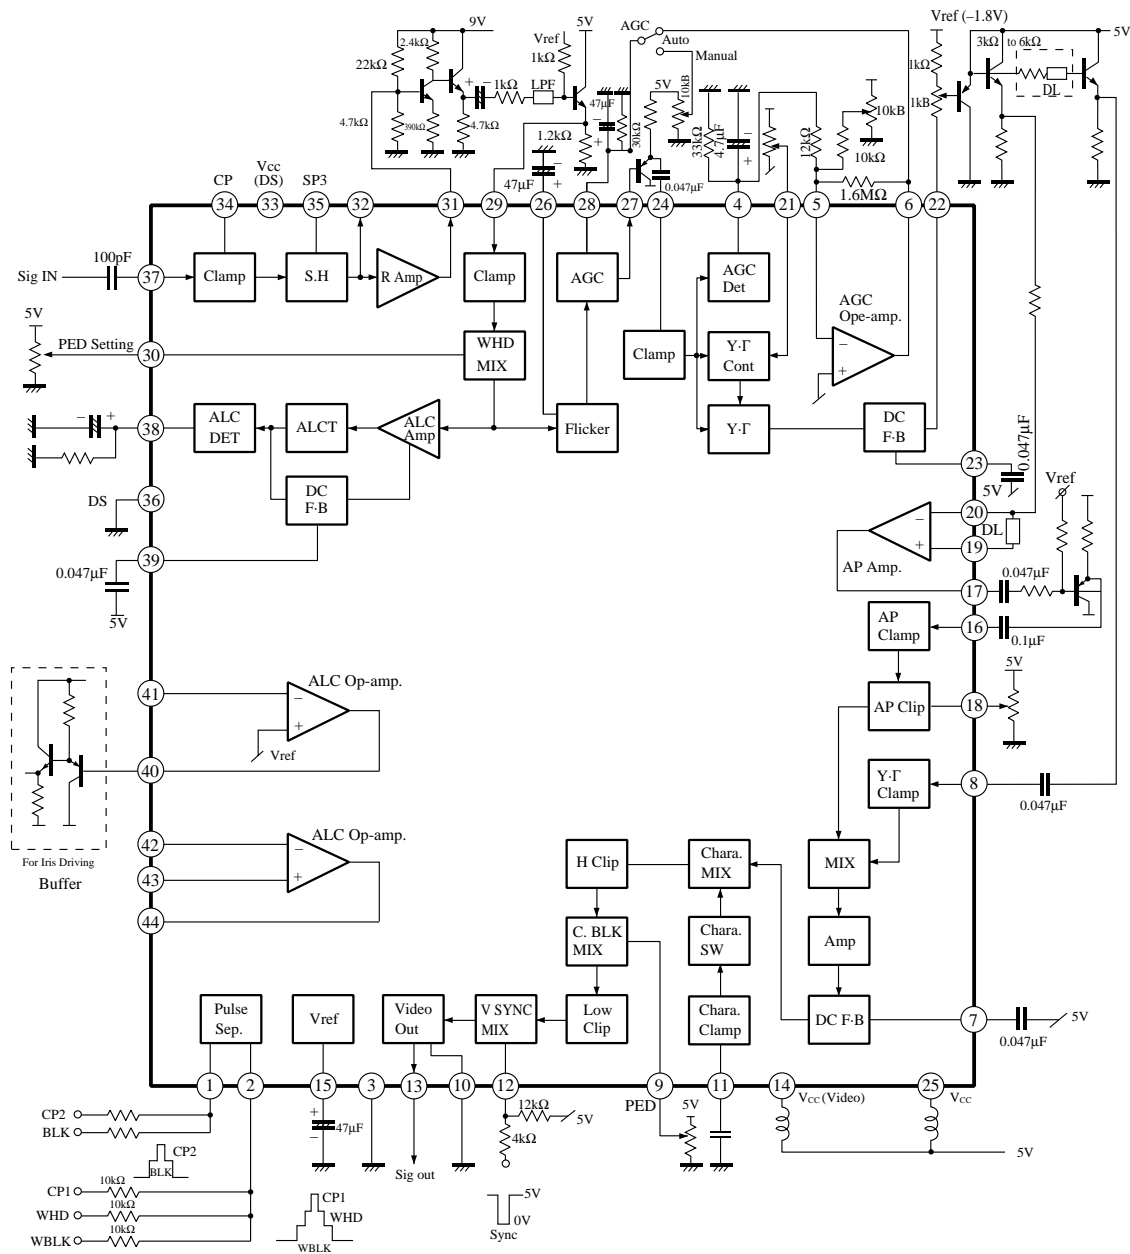 9V
5V
AGC
Auto
Manual
Vref (–1.8V)
5V
2.4kΩ
22kΩ
Vref
1kΩ
1kΩ
LPF
47µF
5V
10kB
3kΩ
to 6kΩ
1kΩ
DL
1kB
4.7kΩ
390kΩ
4.7kΩ
1.2kΩ
30kΩ
33kΩ
4.7µF
12kΩ
10kB
10kΩ
47µF
0.047µF
1.6MΩ
CP
Vcc
(DS)
SP3
34
33
35
32
31
29
26
28
27
24
4
21
5
6
22
Sig IN
100pF
37
Clamp
S.H
R Amp
Clamp
AGC
AGC
Det
AGC
Ope-amp.
5V
PED Setting
30
WHD
MIX
Clamp
Y·Γ
Cont
38
ALC
DET
ALCT
ALC
Amp
Flicker
Y·Γ
DC
F·B
23
5V
0.047µF
DS
36
DC
F·B
20
19
DL
Vref
AP Amp.
39
0.047µF
5V
17
0.047µF
16
0.1µF
AP
Clamp
AP Clip
18
5V
41
ALC Op-amp.
Vref
40
Y·Γ
Clamp
8
0.047µF
For Iris Driving
Buffer
42
ALC Op-amp.
43
44
H Clip
Chara.
MIX
MIX
C. BLK
MIX
Chara.
SW
Amp
Pulse
Sep.
Vref
Video
Out
V SYNC
MIX
Low
Clip
Chara.
Clamp
DC F·B
7
5V
0.047µF
1
2
15
3
13
10
12
9
11
14
25
PED
VCC (Video)
VCC
CP2
BLK
47µF
12kΩ
5V
4kΩ
5V
5V
CP2
BLK
Sig out
CP1
10kΩ
WHD
10kΩ
WBLK
10kΩ
CP1
WHD
WBLK
5V
0V
Sync